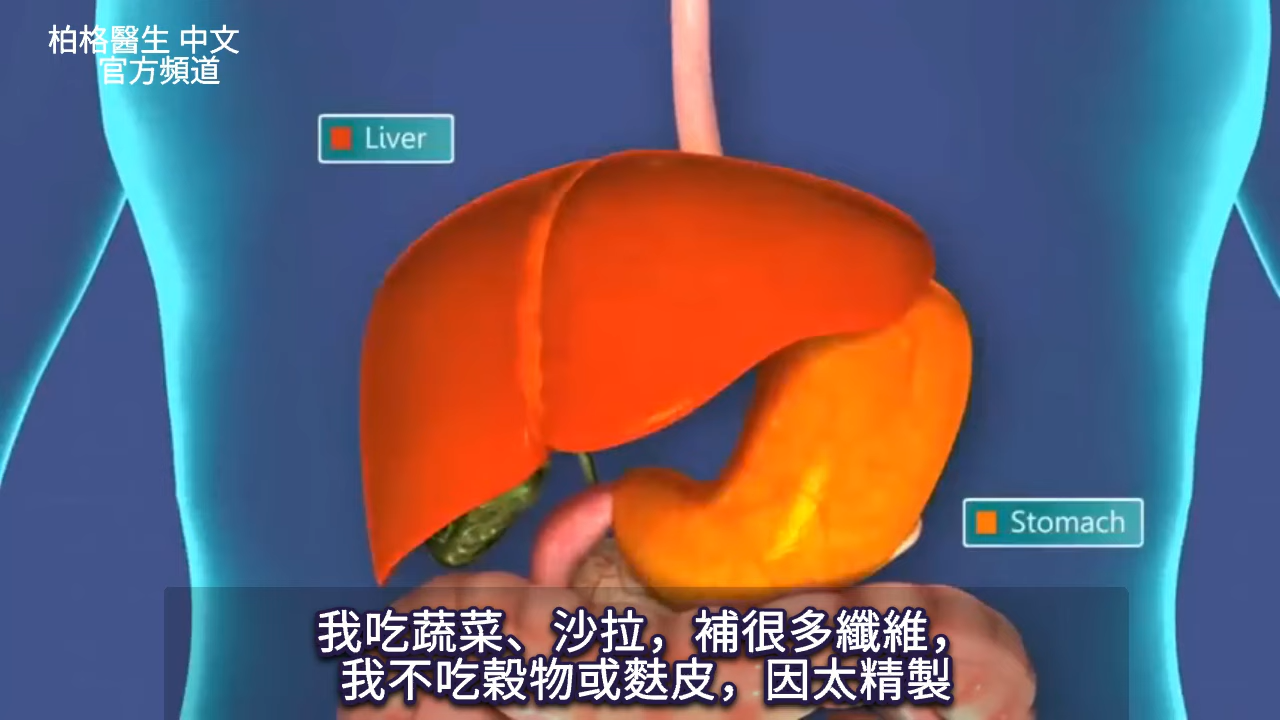 柏格醫生 中文
官方頻道
Liver
Stomach
我吃蔬菜、沙拉，補很多纖維，
我不吃穀物或麩皮，因太精製